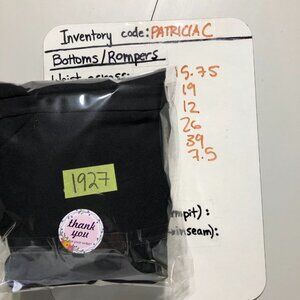 Inventory code: PATRICIA C
Bottoms/Rompers
Waist across: 15.75
19
12
26
39
7.5
1927
thank
you
mpit):
inseam):